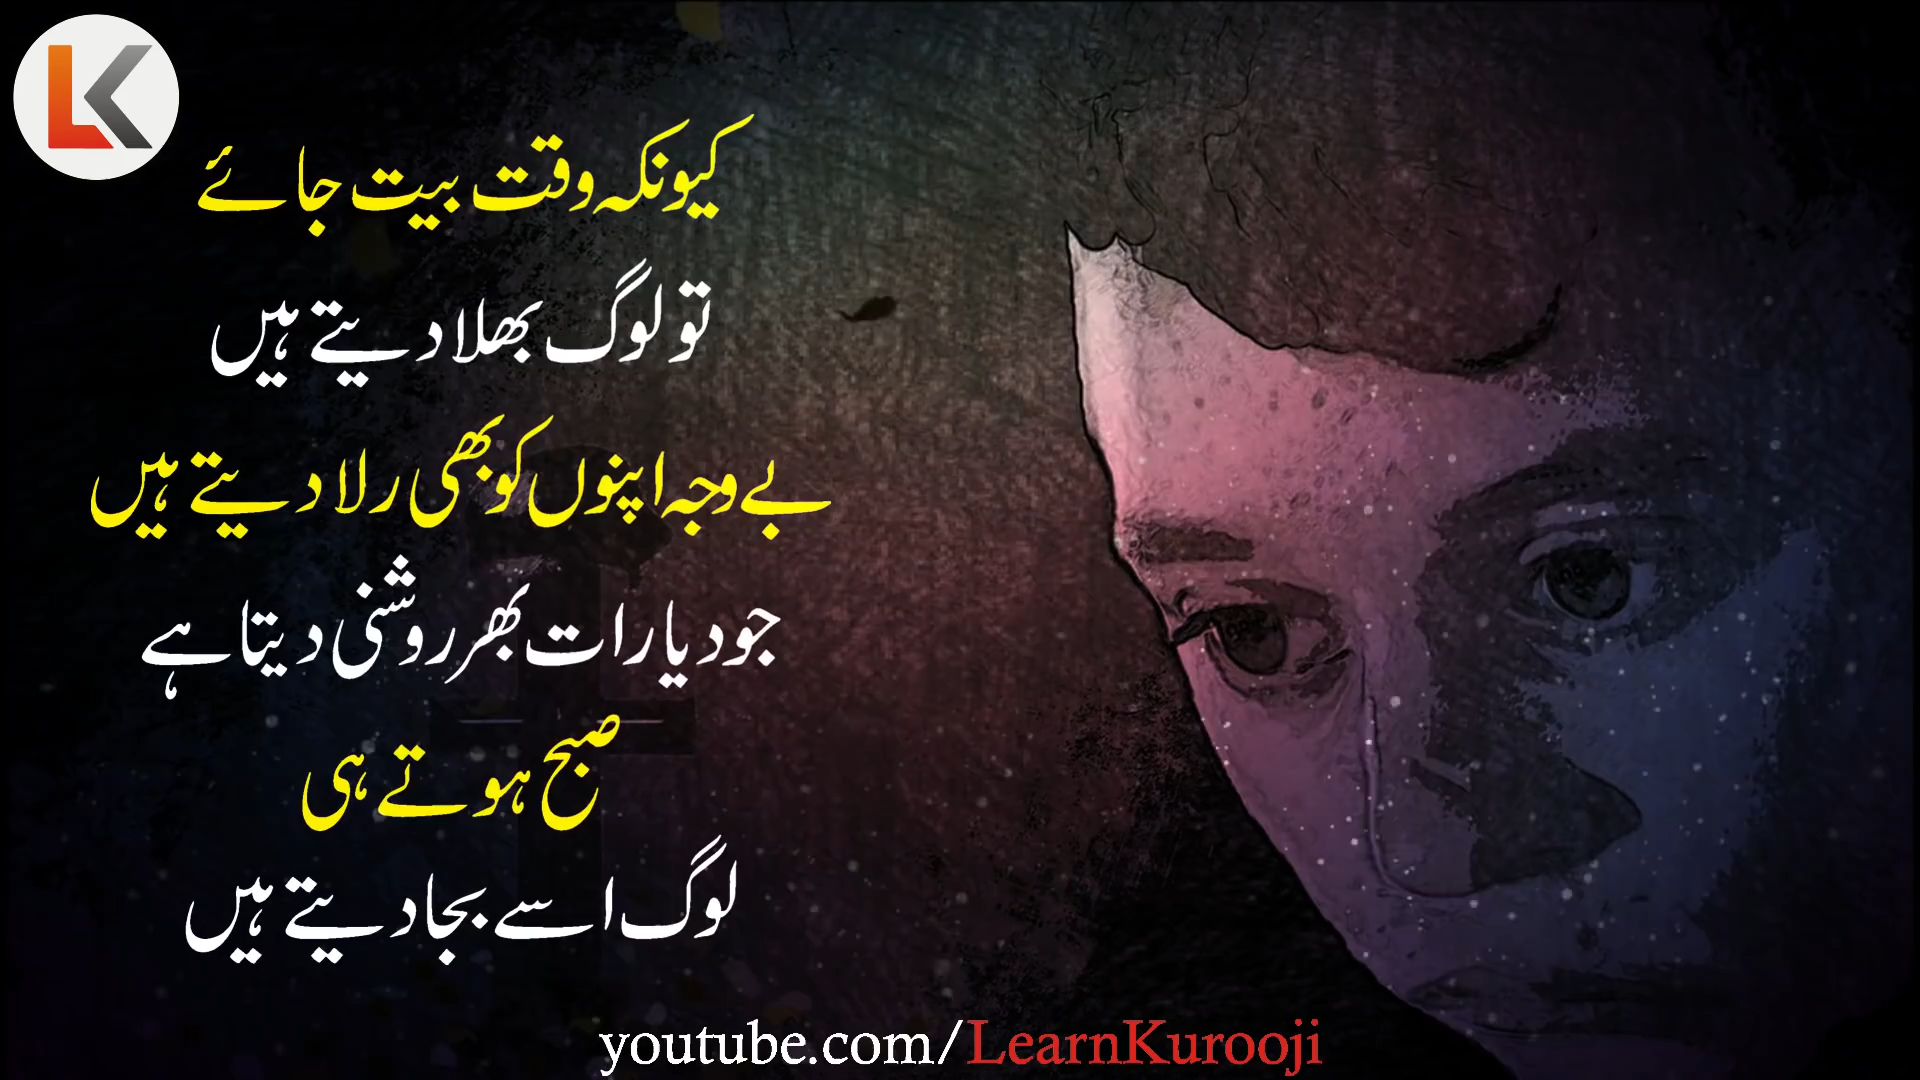 LK
کیونکہ وقت بیت جائے
تو لوگ بھلا دیتے ہیں
بے وجہ اپنوں کو بھی رلا دیتے ہیں
جو دیا رات بھر روشنی دیتا ہے
صبح ہوتے ہی
لوگ اسے بجا دیتے ہیں
youtube.com/LearnKurooji